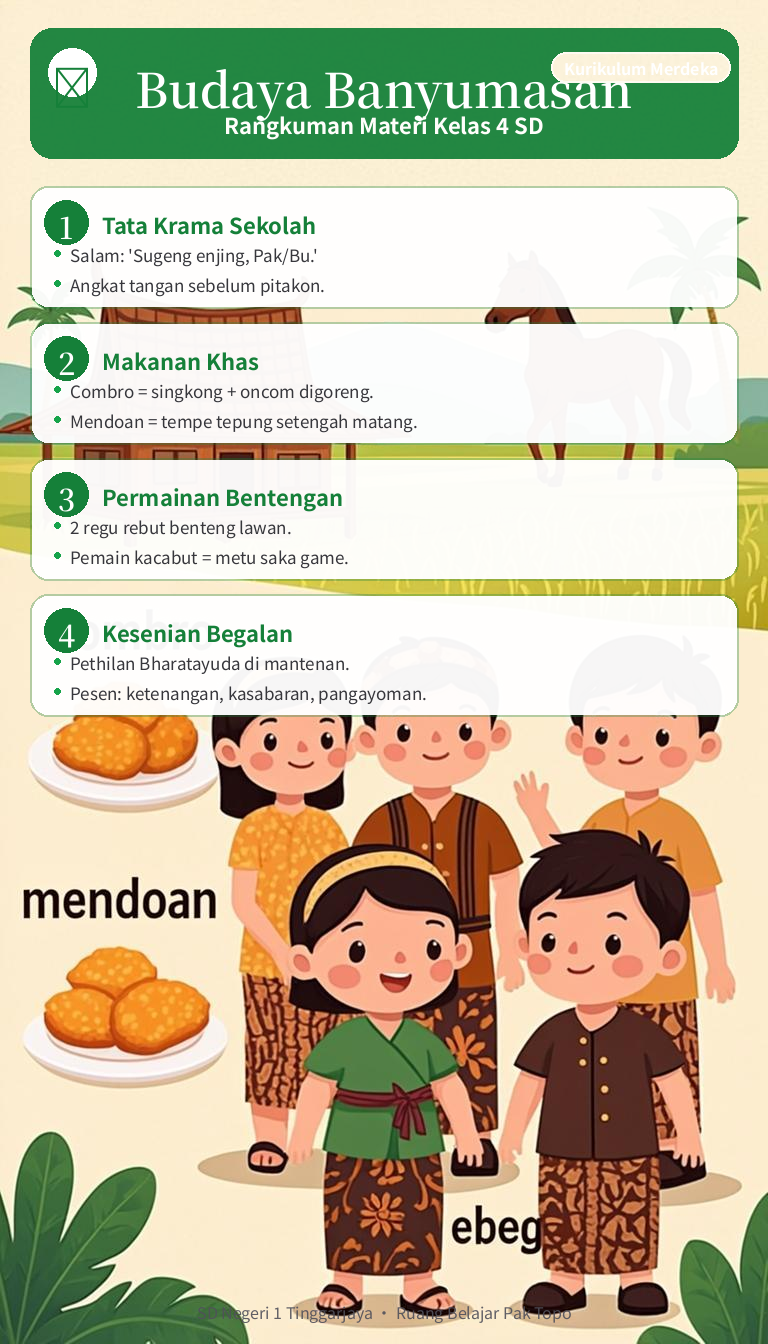 Kurikulum Merdeka
Budaya Banyumasan
Rangkuman Materi Kelas 4 SD
1 Tata Krama Sekolah
• Salam: 'Sugeng enjing, Pak/Bu.'
• Angkat tangan sebelum pitakon.
2 Makanan Khas
• Combro = singkong + oncom digoreng.
• Mendoan = tempe tepung setengah matang.
3 Permainan Bentengan
• 2 regu rebut benteng lawan.
• Pemain kacabut = metu saka game.
4 Kesenian Begalan
• Pethilan Bharatayuda di mantenan.
• Pesen: ketenangan, kasabaran, pangayoman.
mendoan
ebeg
SD Negeri 1 Tinggarjaya • Ruang Belajar Pak Topo